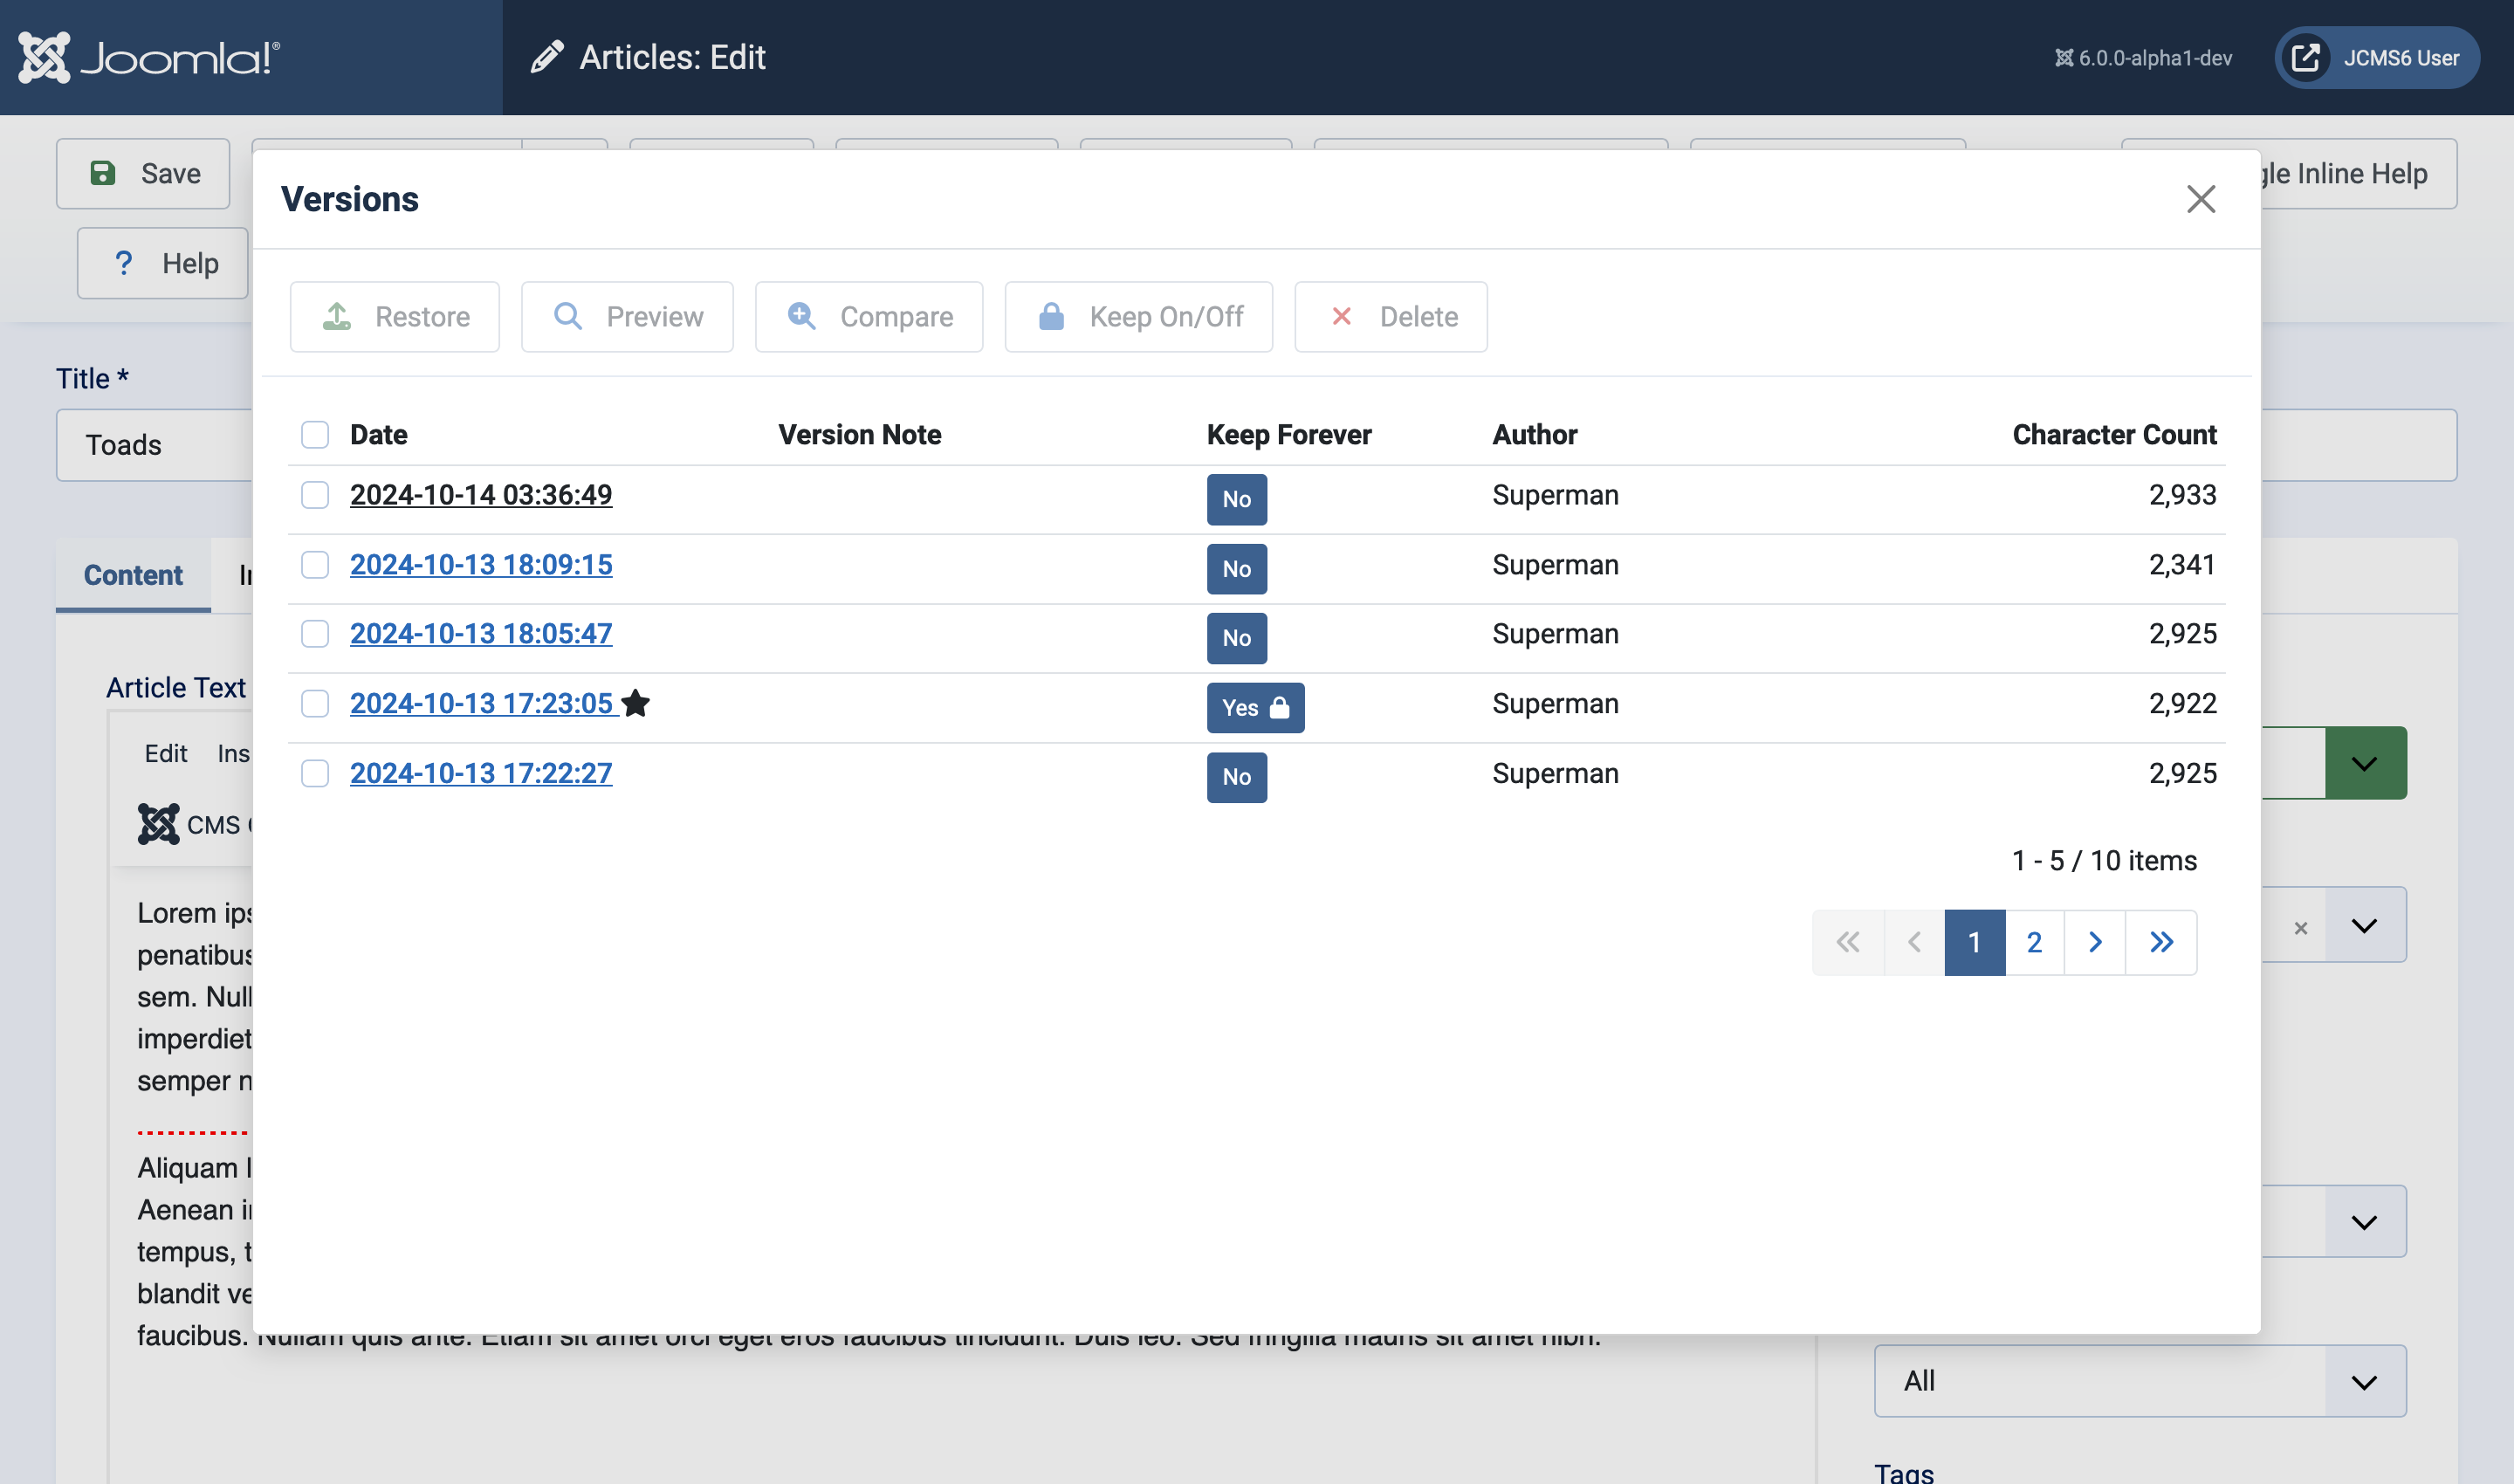 Joomla!®
Articles: Edit
6.0.0-alpha1-dev
JCMS6 User
Save
Inline Help
Help
Versions
Restore
Preview
Compare
Keep On/Off
Delete
Title *
Toads
Date Version Note Keep Forever Author Character Count
2024-10-14 03:36:49 No Superman 2,933
2024-10-13 18:09:15 No Superman 2,341
2024-10-13 18:05:47 No Superman 2,925
2024-10-13 17:23:05 Yes Superman 2,922
2024-10-13 17:22:27 No Superman 2,925
1 - 5 / 10 items
« ‹ 1 2 › »
Content
Article Text
Edit
CMS
Lorem
penatibus
sem.
imperdiet
semper
Aliquam
Aenean
tempus,
blandit
faucibus. Nullam quis ante. Etiam sit amet orci eget eros faucibus tincidunt. Duis leo. Sed fringilla mauris sit amet nibh.
All
Tags